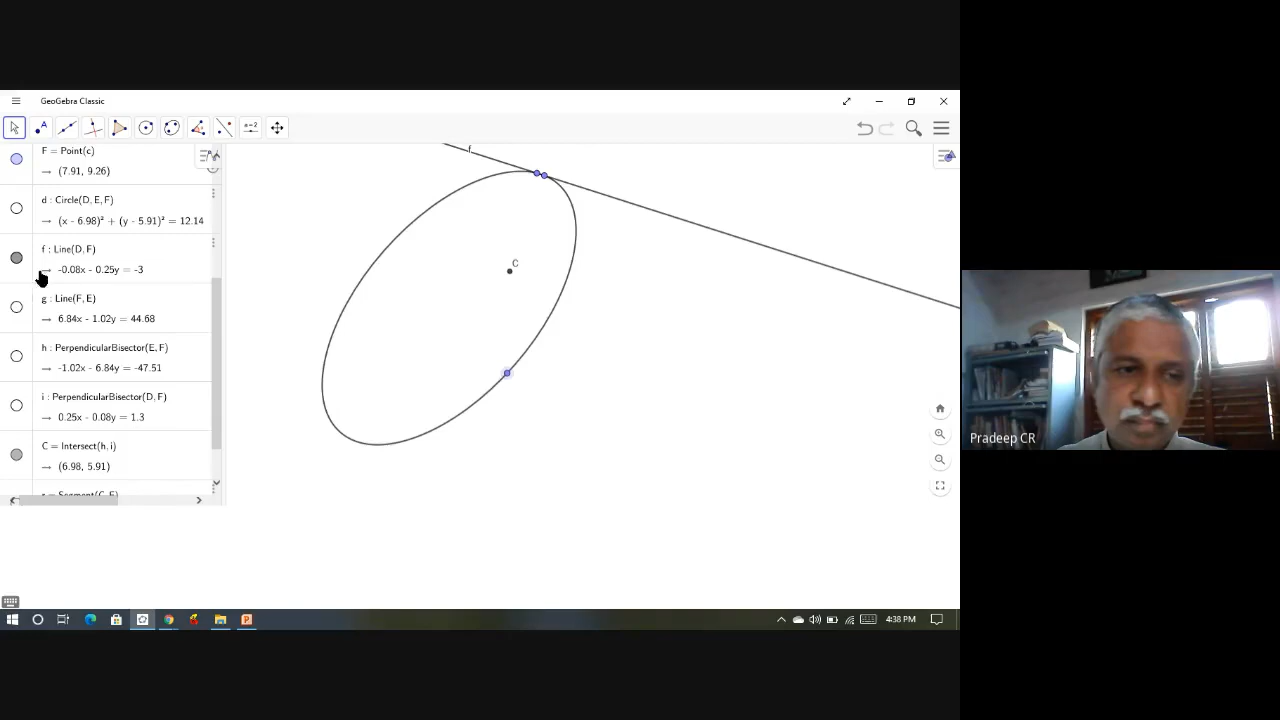 GeoGebra Classic
F = Point(c)
→ (7.91, 9.26)
d : Circle(D, E, F)
→ (x - 6.98)² + (y - 5.91)² = 12.14
f : Line(D, F)
→ -0.08x - 0.25y = -3
g : Line(F, E)
→ 6.84x - 1.02y = 44.68
h : PerpendicularBisector(E, F)
→ -1.02x - 6.84y = -47.51
i : PerpendicularBisector(D, F)
→ 0.25x - 0.08y = 1.3
C = Intersect(h, i)
→ (6.98, 5.91)
f
C
Pradeep CR
4:38 PM